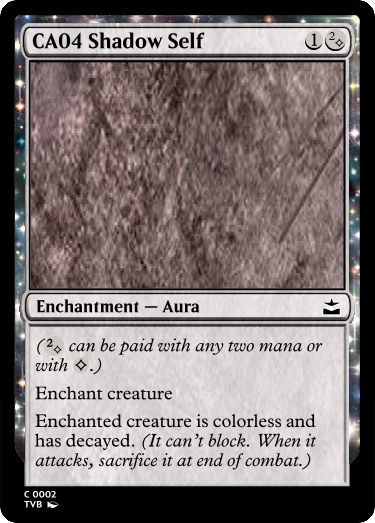 CA04 Shadow Self 1 2
Enchantment — Aura
(2 can be paid with any two mana or
with .)
Enchant creature
Enchanted creature is colorless and
has decayed. (It can't block. When it
attacks, sacrifice it at end of combat.)
C 0002
TVB